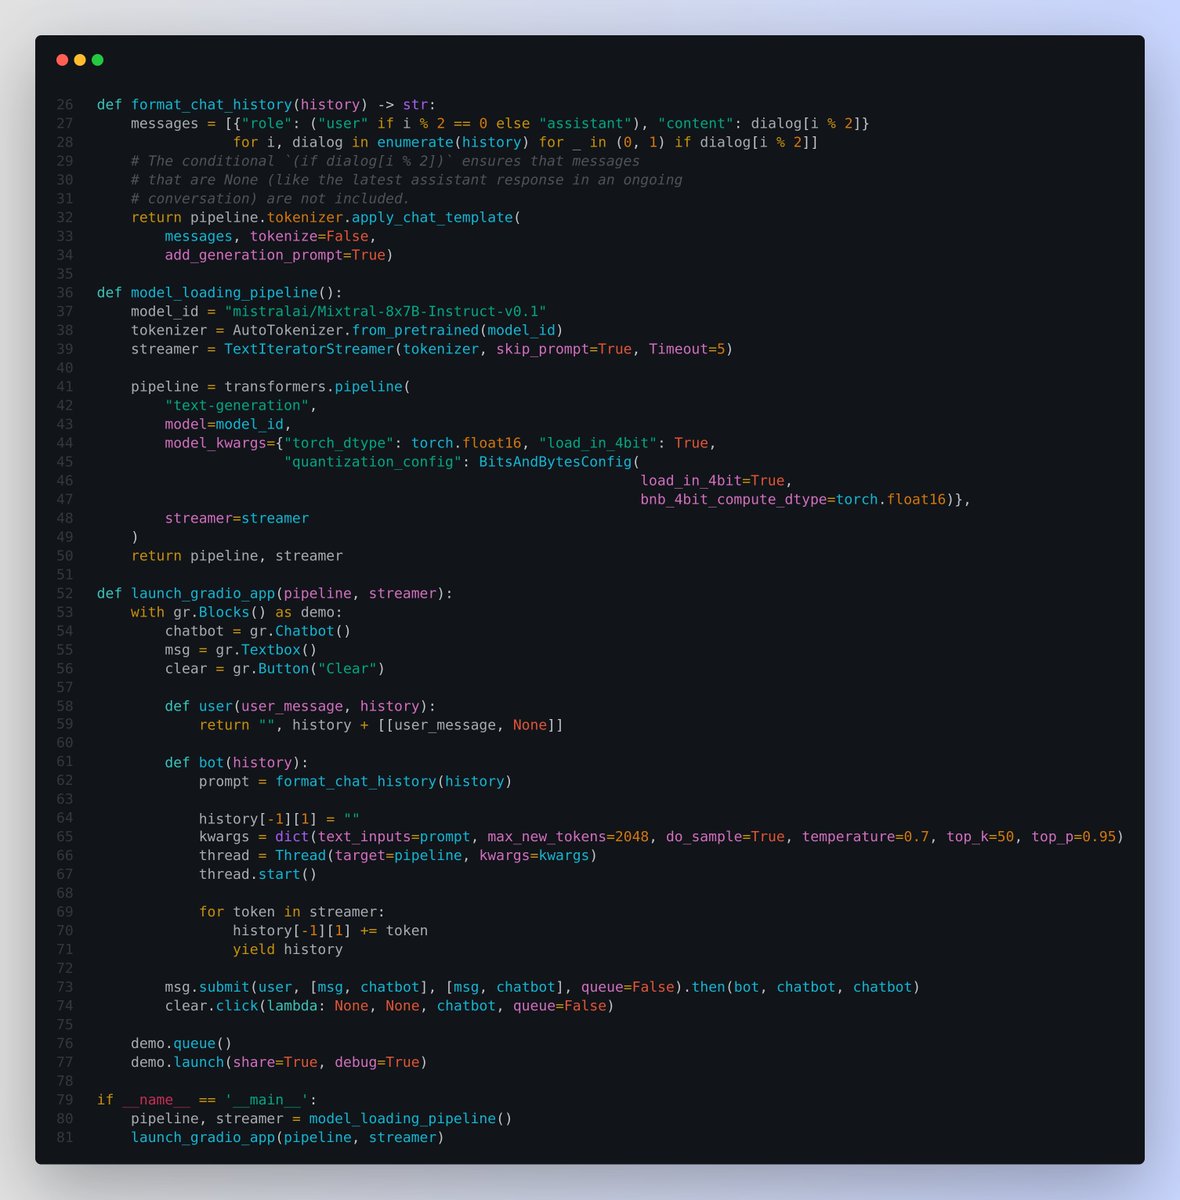 26 def format_chat_history(history) -> str:
27     messages = [{"role": ("user" if i % 2 == 0 else "assistant"), "content": dialog[i % 2]}
28                 for i, dialog in enumerate(history) for _ in (0, 1) if dialog[i % 2]]
29     # The conditional `(if dialog[i % 2])` ensures that messages
30     # that are None (like the latest assistant response in an ongoing
31     # conversation) are not included.
32     return pipeline.tokenizer.apply_chat_template(
33         messages, tokenize=False,
34         add_generation_prompt=True)
35
36 def model_loading_pipeline():
37     model_id = "mistralai/Mixtral-8x7B-Instruct-v0.1"
38     tokenizer = AutoTokenizer.from_pretrained(model_id)
39     streamer = TextIteratorStreamer(tokenizer, skip_prompt=True, Timeout=5)
40
41     pipeline = transformers.pipeline(
42         "text-generation",
43         model=model_id,
44         model_kwargs={"torch_dtype": torch.float16, "load_in_4bit": True,
45                       "quantization_config": BitsAndBytesConfig(
46                                                                 load_in_4bit=True,
47                                                                 bnb_4bit_compute_dtype=torch.float16)},
48         streamer=streamer
49     )
50     return pipeline, streamer
51
52 def launch_gradio_app(pipeline, streamer):
53     with gr.Blocks() as demo:
54         chatbot = gr.Chatbot()
55         msg = gr.Textbox()
56         clear = gr.Button("Clear")
57
58         def user(user_message, history):
59             return "", history + [[user_message, None]]
60
61         def bot(history):
62             prompt = format_chat_history(history)
63
64             history[-1][1] = ""
65             kwargs = dict(text_inputs=prompt, max_new_tokens=2048, do_sample=True, temperature=0.7, top_k=50, top_p=0.95)
66             thread = Thread(target=pipeline, kwargs=kwargs)
67             thread.start()
68
69             for token in streamer:
70                 history[-1][1] += token
71                 yield history
72
73         msg.submit(user, [msg, chatbot], [msg, chatbot], queue=False).then(bot, chatbot, chatbot)
74         clear.click(lambda: None, None, chatbot, queue=False)
75
76     demo.queue()
77     demo.launch(share=True, debug=True)
78
79 if __name__ == '__main__':
80     pipeline, streamer = model_loading_pipeline()
81     launch_gradio_app(pipeline, streamer)